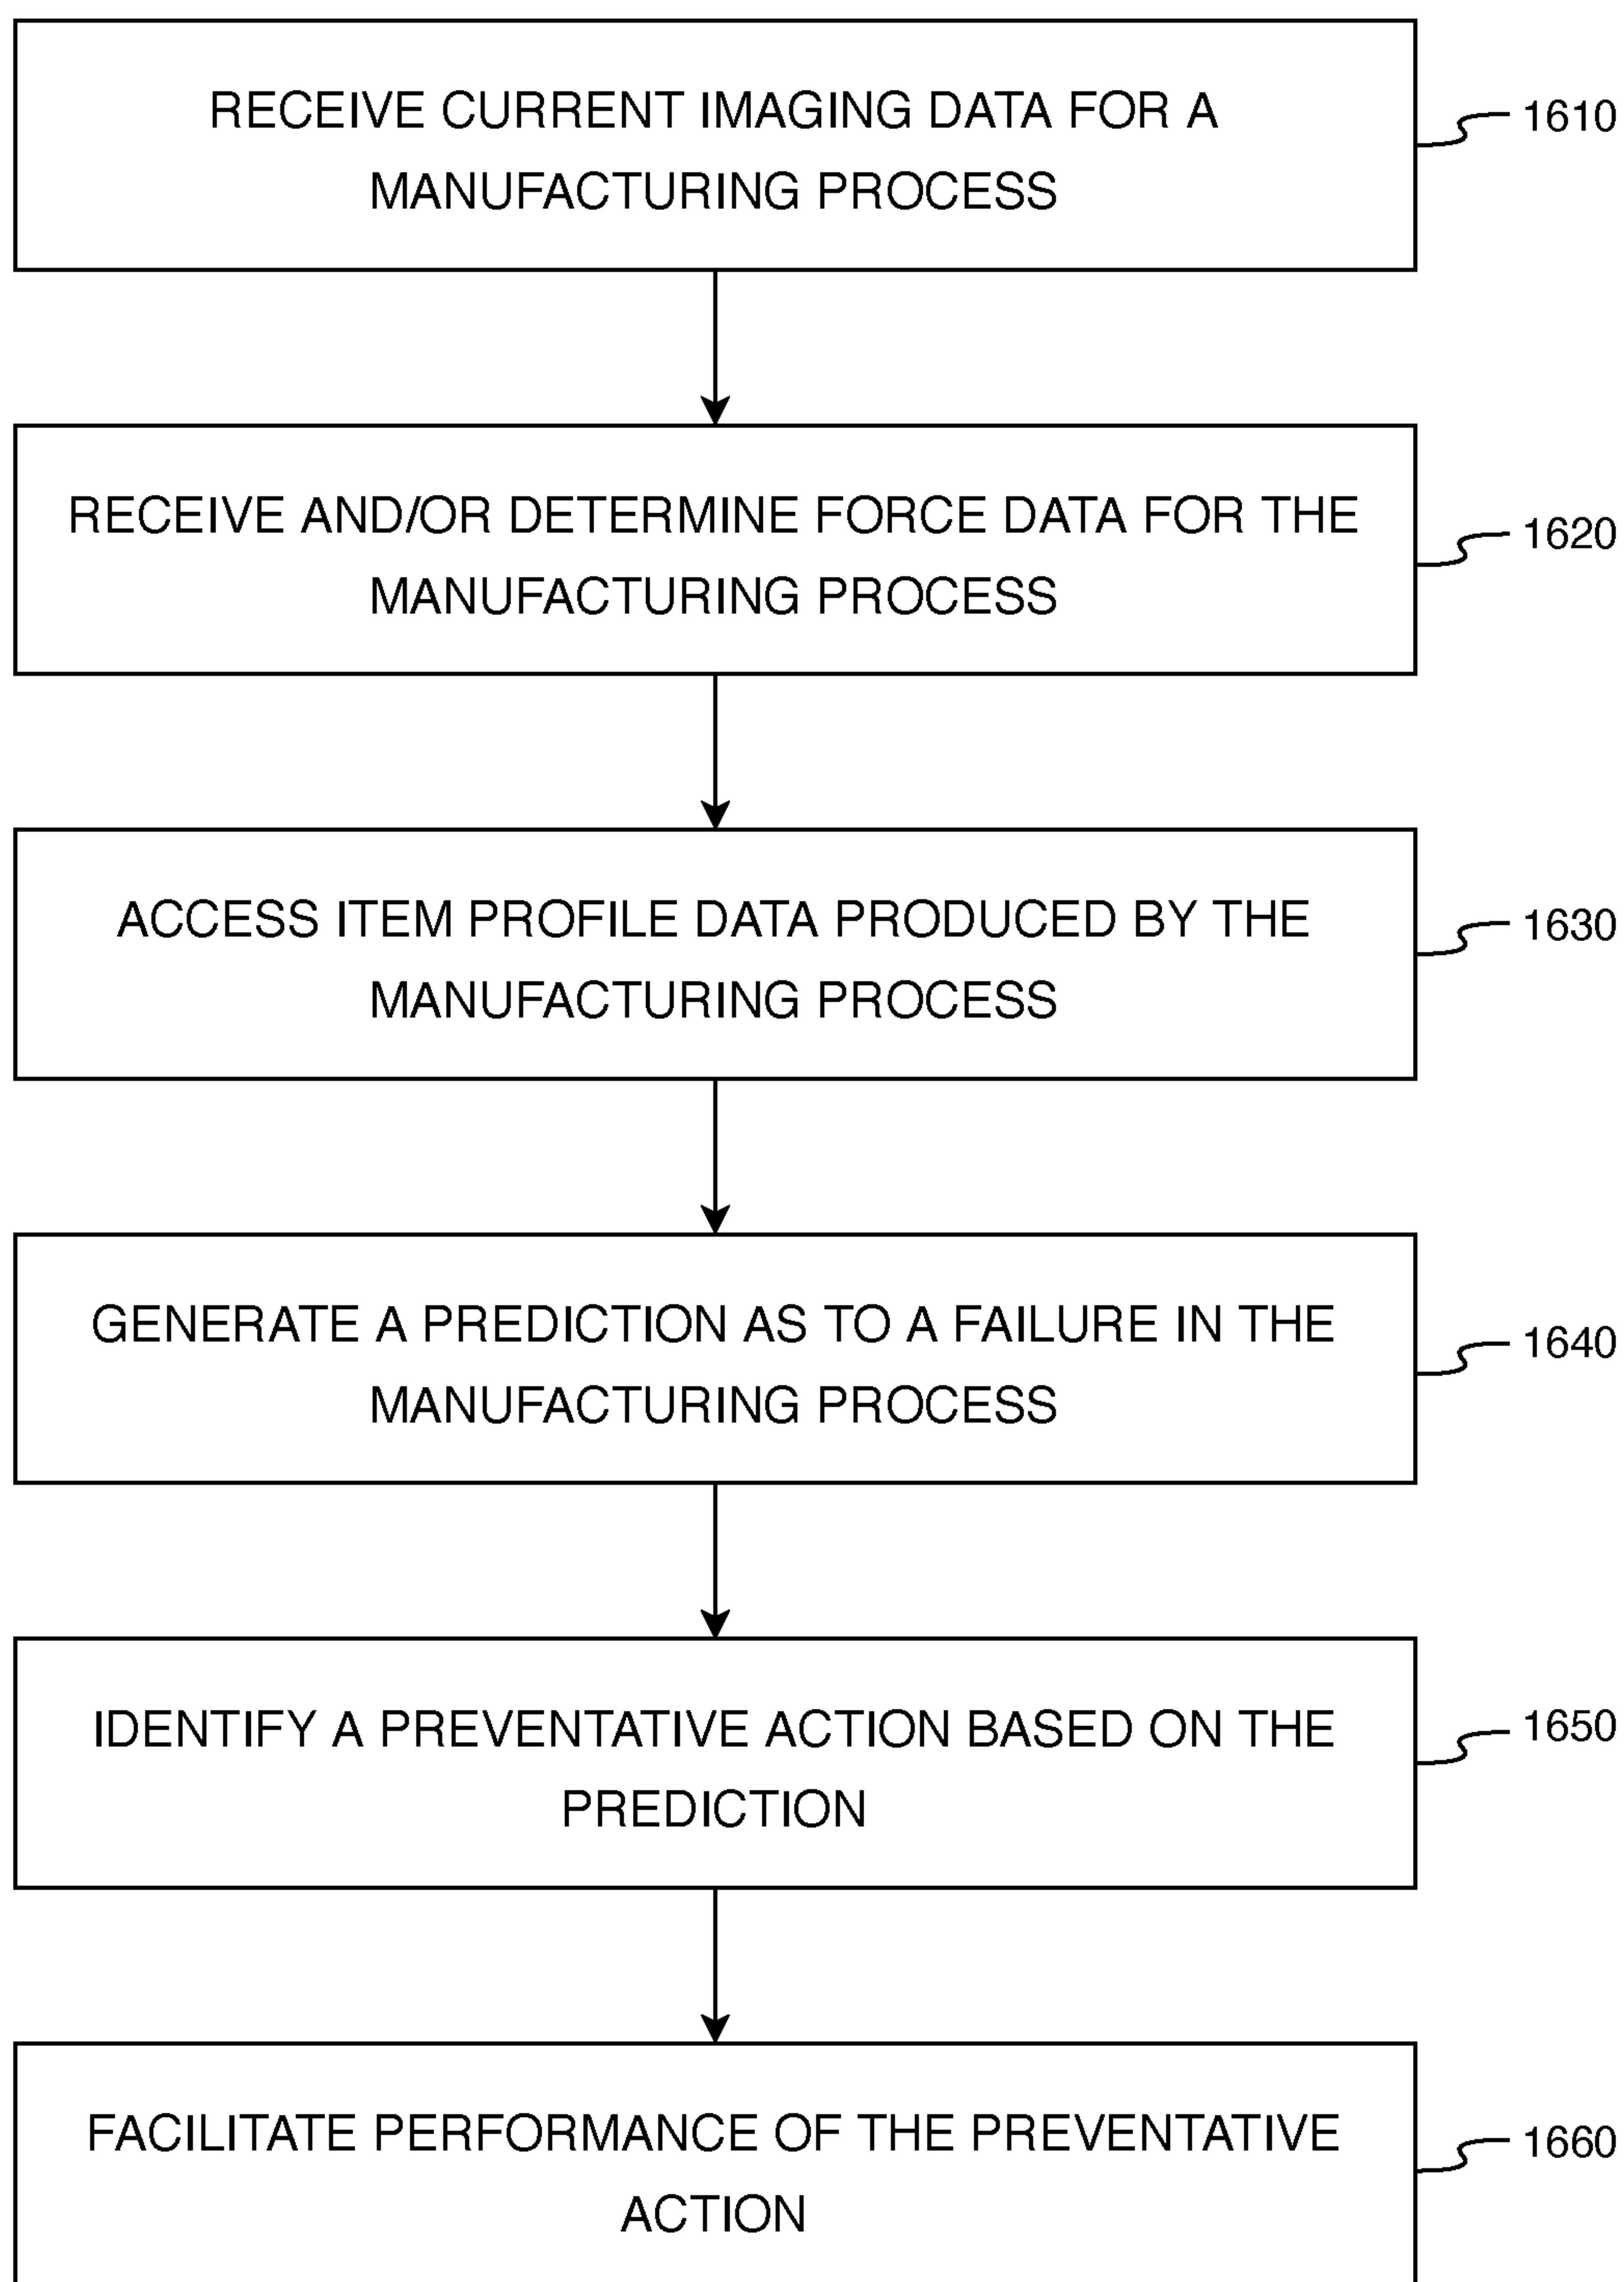 RECEIVE CURRENT IMAGING DATA FOR A
MANUFACTURING PROCESS
1610
RECEIVE AND/OR DETERMINE FORCE DATA FOR THE
MANUFACTURING PROCESS
1620
ACCESS ITEM PROFILE DATA PRODUCED BY THE
MANUFACTURING PROCESS
1630
GENERATE A PREDICTION AS TO A FAILURE IN THE
MANUFACTURING PROCESS
1640
IDENTIFY A PREVENTATIVE ACTION BASED ON THE
PREDICTION
1650
FACILITATE PERFORMANCE OF THE PREVENTATIVE
ACTION
1660